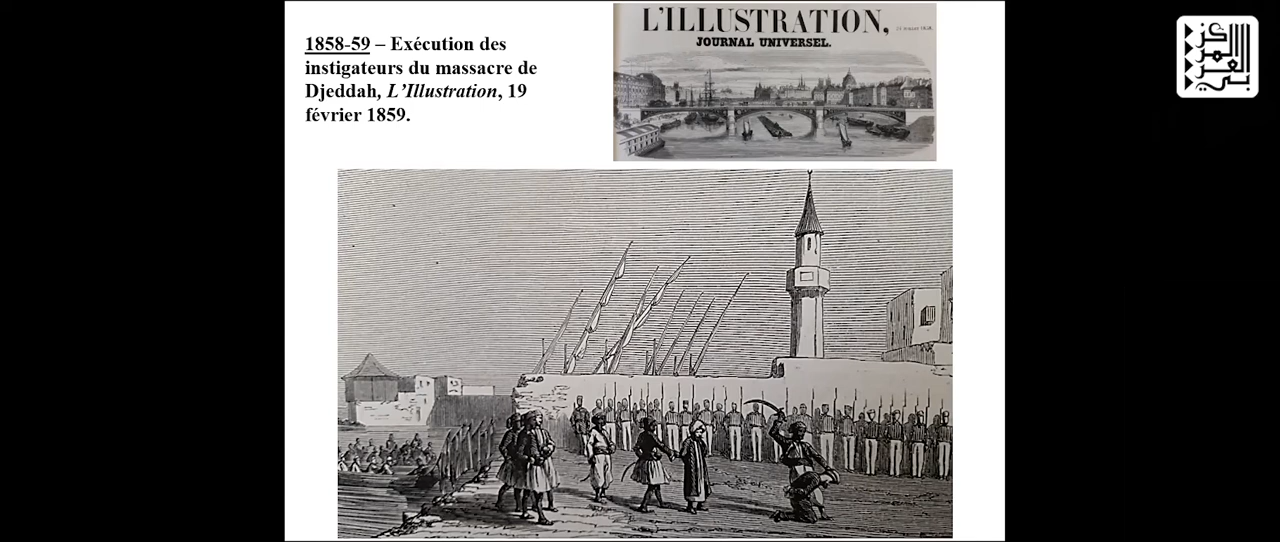 1858-59 – Exécution des
instigateurs du massacre de
Djeddah, L'Illustration, 19
février 1859.
L'ILLUSTRATION,
JOURNAL UNIVERSEL.